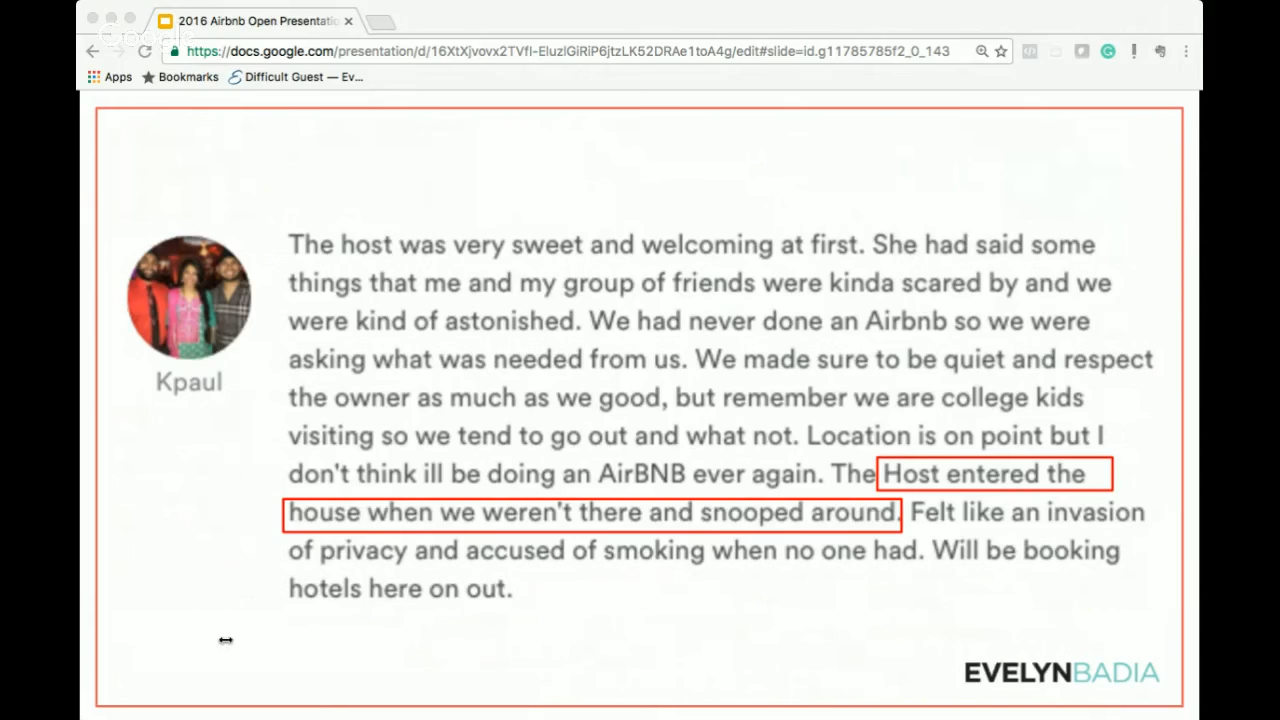 2016 Airbnb Open Presentatio
Google
https://docs.google.com/presentation/d/16XtXjvovx2TVfI-EluzlGiRiP6jtzLK52DRAe1toA4g/edit#slide=id.g11785785f2_0_143
Apps Bookmarks Difficult Guest — Ev...
The host was very sweet and welcoming at first. She had said some
things that me and my group of friends were kinda scared by and we
were kind of astonished. We had never done an Airbnb so we were
asking what was needed from us. We made sure to be quiet and respect
the owner as much as we good, but remember we are college kids
visiting so we tend to go out and what not. Location is on point but I
don't think ill be doing an AirBNB ever again. The Host entered the
house when we weren't there and snooped around. Felt like an invasion
of privacy and accused of smoking when no one had. Will be booking
hotels here on out.
Kpaul
EVELYNBADIA